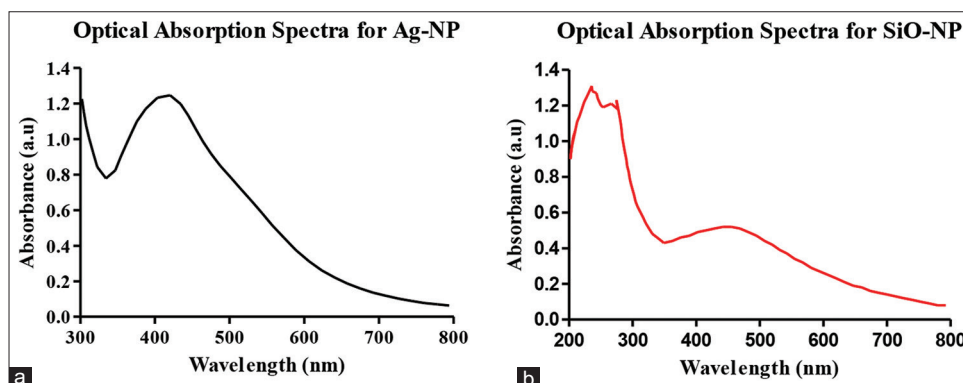 Optical Absorption Spectra for Ag-NP
1.4
1.2
1.0
0.8
0.6
0.4
0.2
0.0
Absorbance (a.u)
300 400 500 600 700 800
Wavelength (nm)
a
Optical Absorption Spectra for SiO-NP
1.4
1.2
1.0
0.8
0.6
0.4
0.2
0.0
Absorbance (a.u)
200 300 400 500 600 700 800
Wavelength (nm)
b